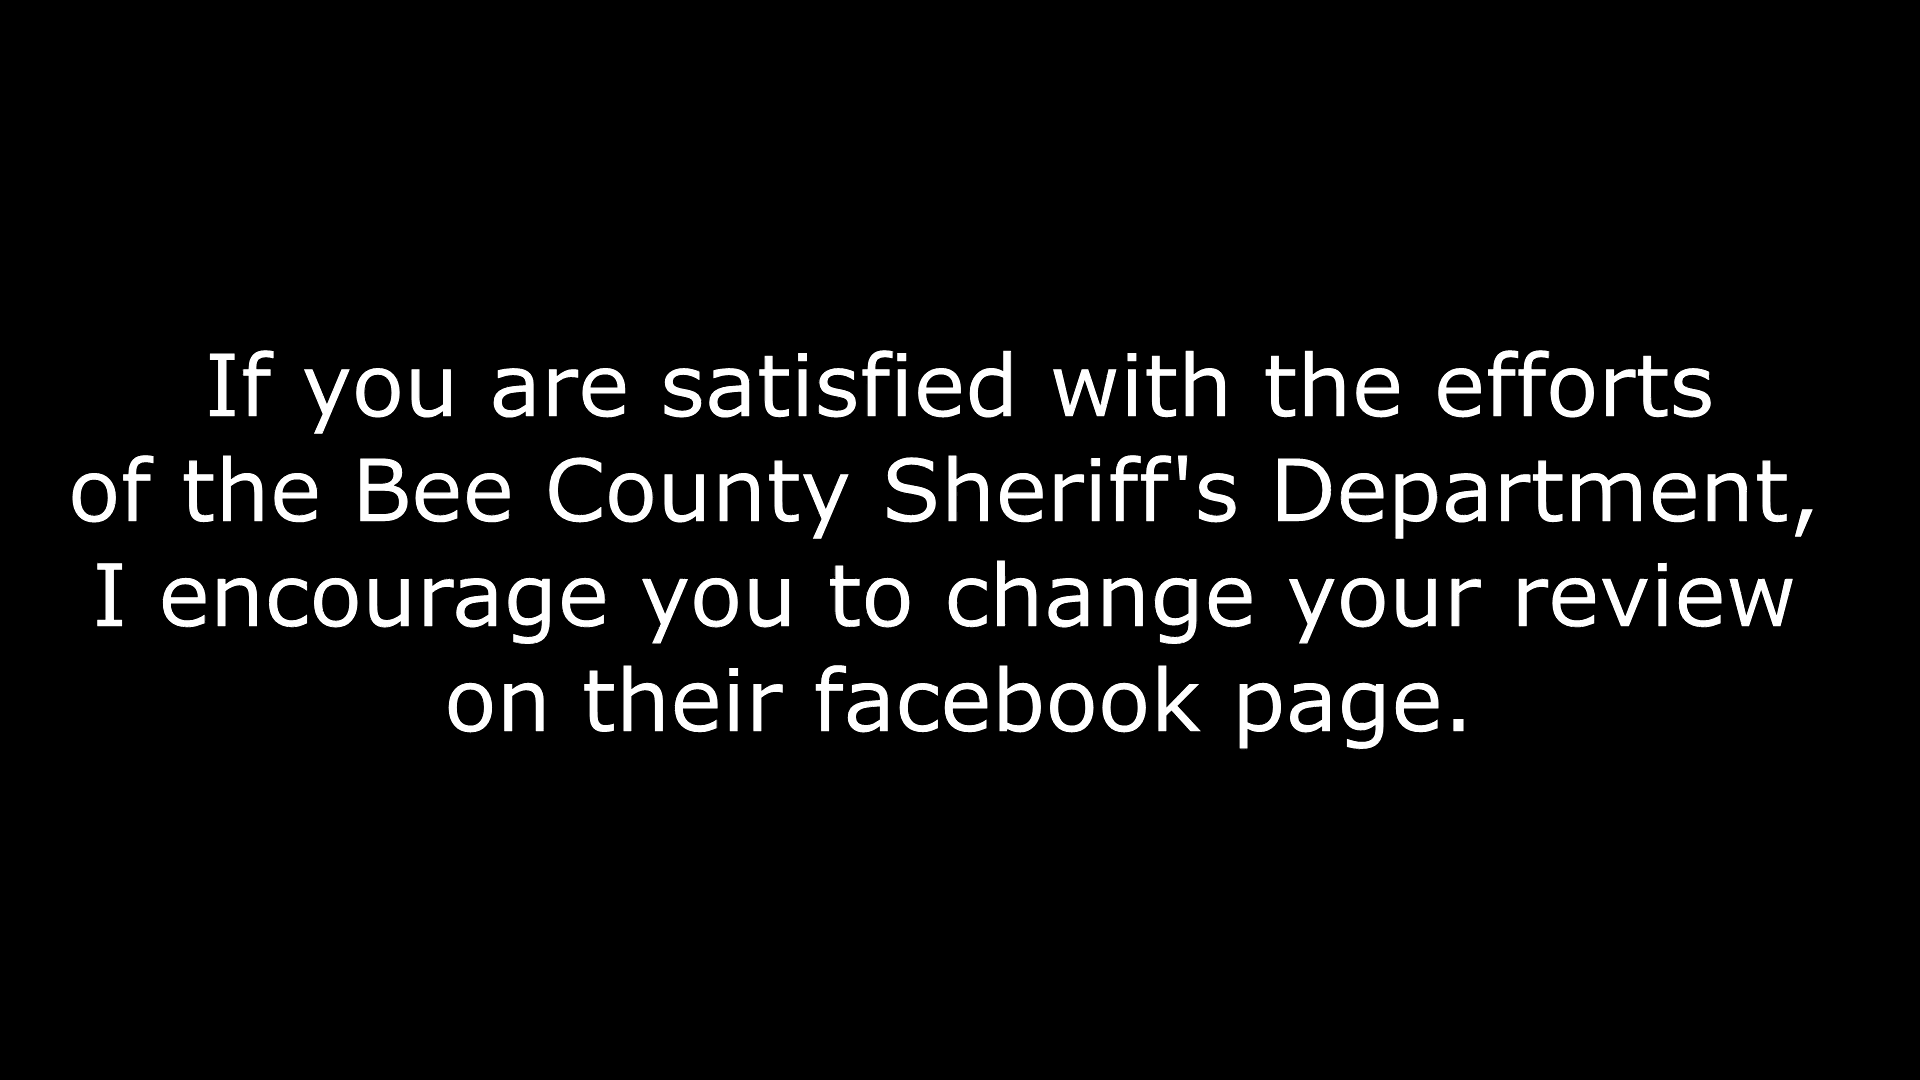 If you are satisfied with the efforts
of the Bee County Sheriff's Department,
I encourage you to change your review
on their facebook page.